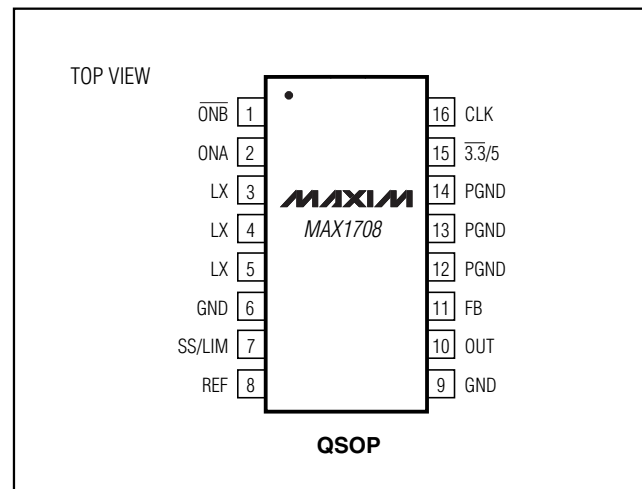 TOP VIEW
O̅N̅B̅ 1
ONA 2
LX 3
LX 4
LX 5
GND 6
SS/LIM 7
REF 8
MAXIM
MAX1708
16 CLK
15 3̅.̅3̅/5
14 PGND
13 PGND
12 PGND
11 FB
10 OUT
9 GND
QSOP